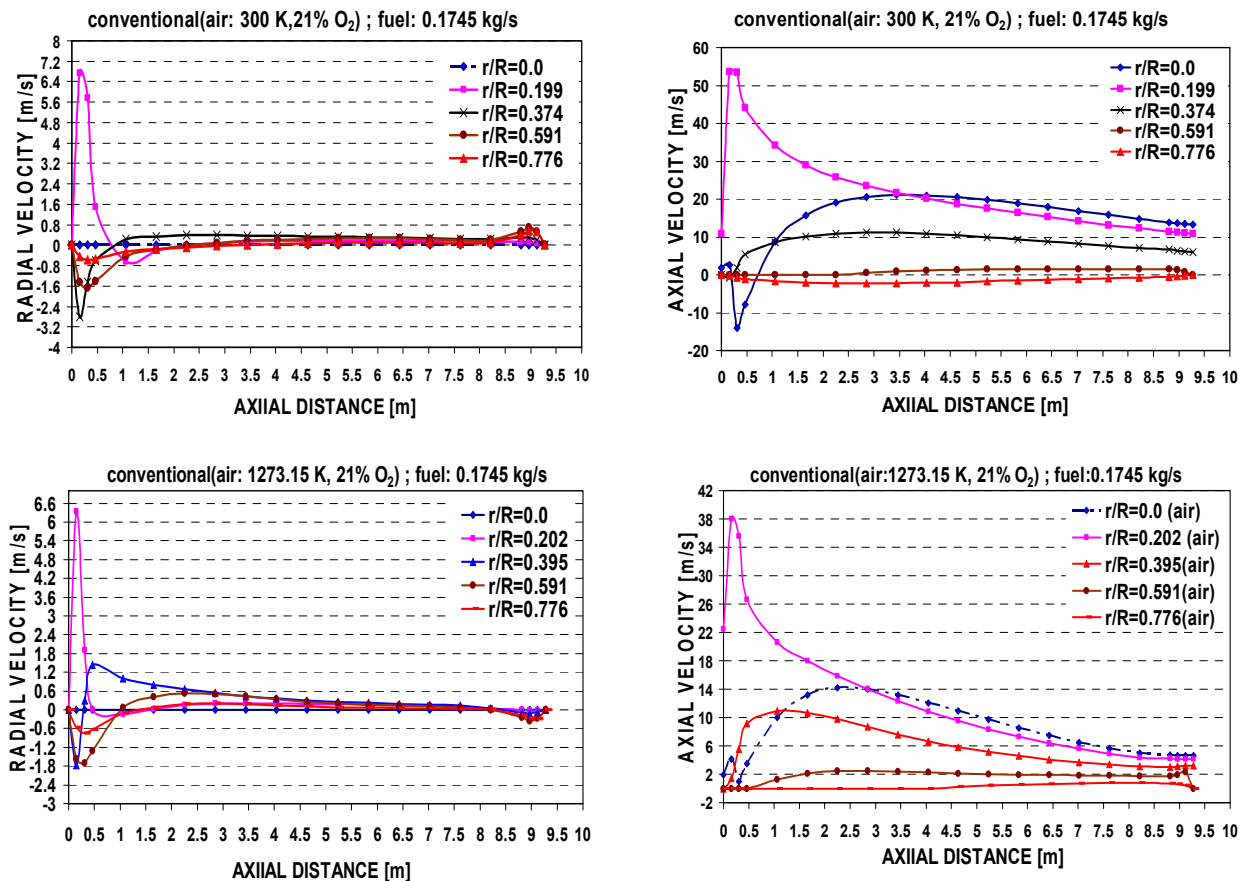 conventional(air: 300 K,21% O₂) ; fuel: 0.1745 kg/s
RADIAL VELOCITY [m/s]
8
7.2
6.4
5.6
4.8
4
3.2
2.4
1.6
0.8
0
-0.8
-1.6
-2.4
-3.2
-4
r/R=0.0
r/R=0.199
r/R=0.374
r/R=0.591
r/R=0.776
0 0.5 1 1.5 2 2.5 3 3.5 4 4.5 5 5.5 6 6.5 7 7.5 8 8.5 9 9.5 10
AXIIAL DISTANCE [m]
conventional(air: 300 K, 21% O₂) ; fuel: 0.1745 kg/s
AXIAL VELOCITY [m/s]
60
50
40
30
20
10
0
-10
-20
r/R=0.0
r/R=0.199
r/R=0.374
r/R=0.591
r/R=0.776
0 0.5 1 1.5 2 2.5 3 3.5 4 4.5 5 5.5 6 6.5 7 7.5 8 8.5 9 9.5 10
AXIIAL DISTANCE [m]
conventional(air: 1273.15 K, 21% O₂) ; fuel: 0.1745 kg/s
RADIAL VELOCITY [m/s]
6.6
6
5.4
4.8
4.2
3.6
3
2.4
1.8
1.2
0.6
0
-0.6
-1.2
-1.8
-2.4
-3
r/R=0.0
r/R=0.202
r/R=0.395
r/R=0.591
r/R=0.776
0 0.5 1 1.5 2 2.5 3 3.5 4 4.5 5 5.5 6 6.5 7 7.5 8 8.5 9 9.5 10
AXIIAL DISTANCE [m]
conventional(air:1273.15 K, 21% O₂) ; fuel:0.1745 kg/s
AXIAL VELOCITY [m/s]
42
38
34
30
26
22
18
14
10
6
2
-2
r/R=0.0 (air)
r/R=0.202 (air)
r/R=0.395(air)
r/R=0.591(air)
r/R=0.776(air)
0 0.5 1 1.5 2 2.5 3 3.5 4 4.5 5 5.5 6 6.5 7 7.5 8 8.5 9 9.5 10
AXIIAL DISTANCE [m]